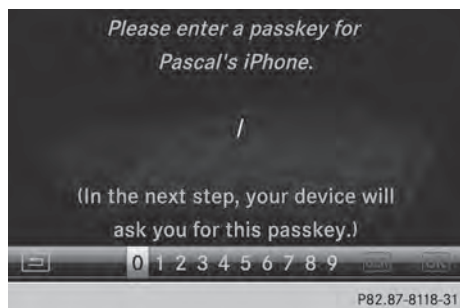 Please enter a passkey for
Pascal's iPhone.
(In the next step, your device will
ask you for this passkey.)
0 1 2 3 4 5 6 7 8 9 OK
P82.87-8118-31